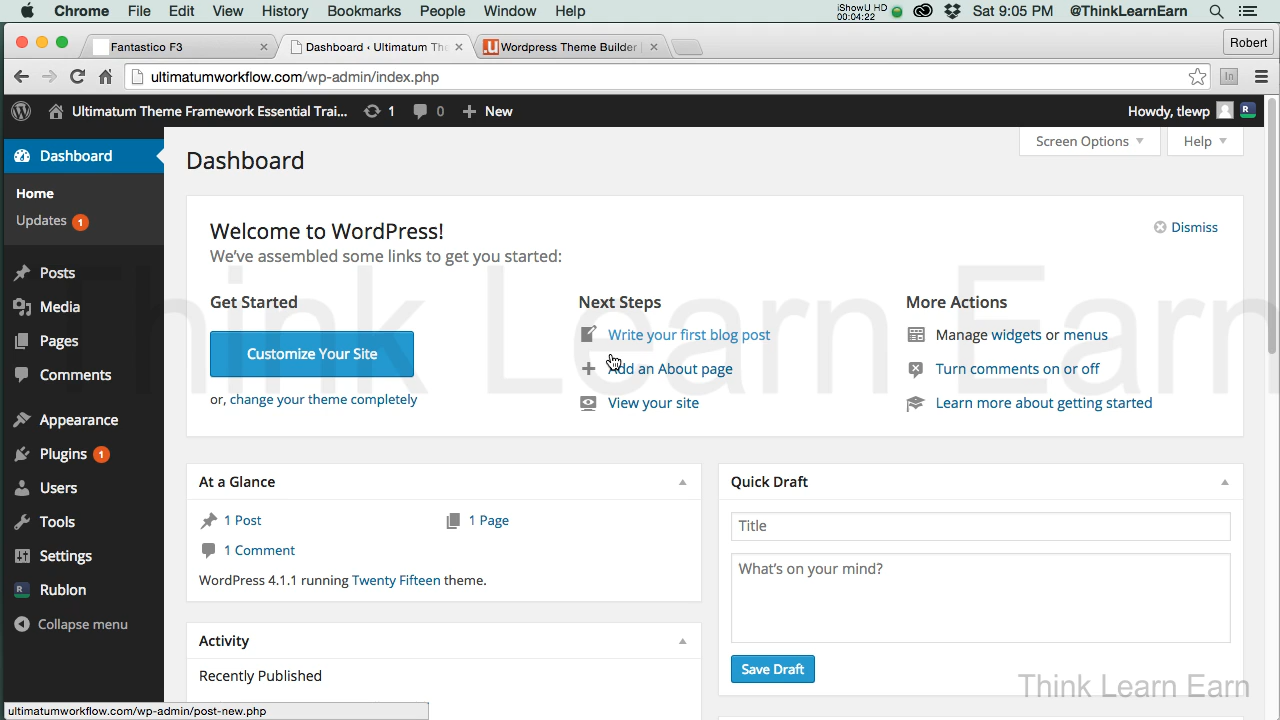 Chrome File Edit View History Bookmarks People Window Help
iShowU HD
00:04:22
Sat 9:05 PM @ThinkLearnEarn
Fantastico F3
Dashboard ‹ Ultimatum The
Wordpress Theme Builder
Robert
ultimatumworkflow.com/wp-admin/index.php
In
Ultimatum Theme Framework Essential Trai... 1 0 New
Howdy, tlewp
R
Dashboard
Home
Updates 1
Posts
Media
Pages
Comments
Appearance
Plugins 1
Users
Tools
Settings
R Rublon
Collapse menu
Dashboard
Screen Options
Help
Welcome to WordPress!
We've assembled some links to get you started:
Dismiss
Get Started
Customize Your Site
or, change your theme completely
Next Steps
Write your first blog post
Add an About page
View your site
More Actions
Manage widgets or menus
Turn comments on or off
Learn more about getting started
Think Learn Earn
At a Glance
1 Post
1 Page
1 Comment
WordPress 4.1.1 running Twenty Fifteen theme.
Activity
Recently Published
Quick Draft
Title
What's on your mind?
Save Draft
Think Learn Earn
ultimatumworkflow.com/wp-admin/post-new.php